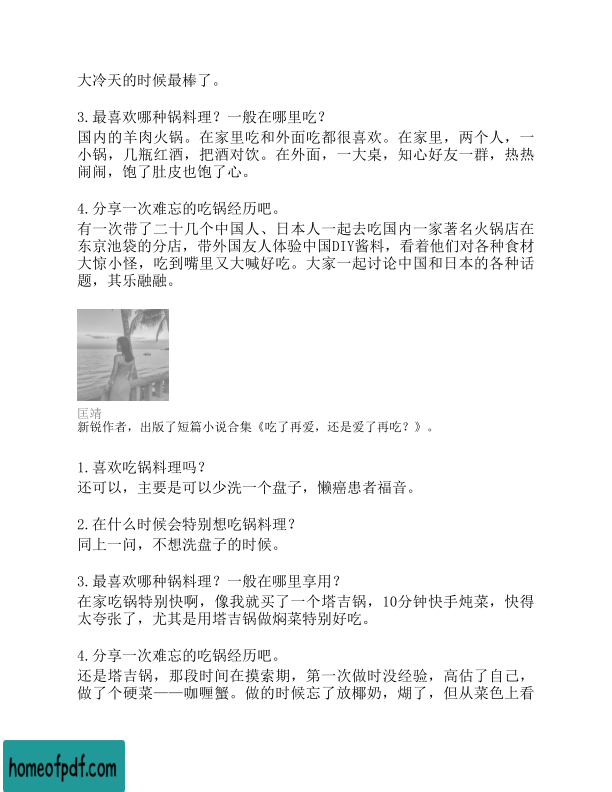 大冷天的时候最棒了。
3.最喜欢哪种锅料理？一般在哪里吃？
国内的羊肉火锅。在家里吃和外面吃都很喜欢。在家里，两个人，一
小锅，几瓶红酒，把酒对饮。在外面，一大桌，知心好友一群，热热
闹闹，饱了肚皮也饱了心。
4.分享一次难忘的吃锅经历吧。
有一次带了二十几个中国人、日本人一起去吃国内一家著名火锅店在
东京池袋的分店，带外国友人体验中国DIY酱料，看着他们对各种食材
大惊小怪，吃到嘴里又大喊好吃。大家一起讨论中国和日本的各种话
题，其乐融融。
匡靖
新锐作者，出版了短篇小说合集《吃了再爱，还是爱了再吃？》。
1.喜欢吃锅料理吗？
还可以，主要是可以少洗一个盘子，懒癌患者福音。
2.在什么时候会特别想吃锅料理？
同上一问，不想洗盘子的时候。
3.最喜欢哪种锅料理？一般在哪里享用？
在家吃锅特别快啊，像我就买了一个塔吉锅，10分钟快手炖菜，快得
太夸张了，尤其是用塔吉锅做焖菜特别好吃。
4.分享一次难忘的吃锅经历吧。
还是塔吉锅，那段时间在摸索期，第一次做时没经验，高估了自己，
做了个硬菜——咖喱蟹。做的时候忘了放椰奶，煳了，但从菜色上看
homeofpdf.com